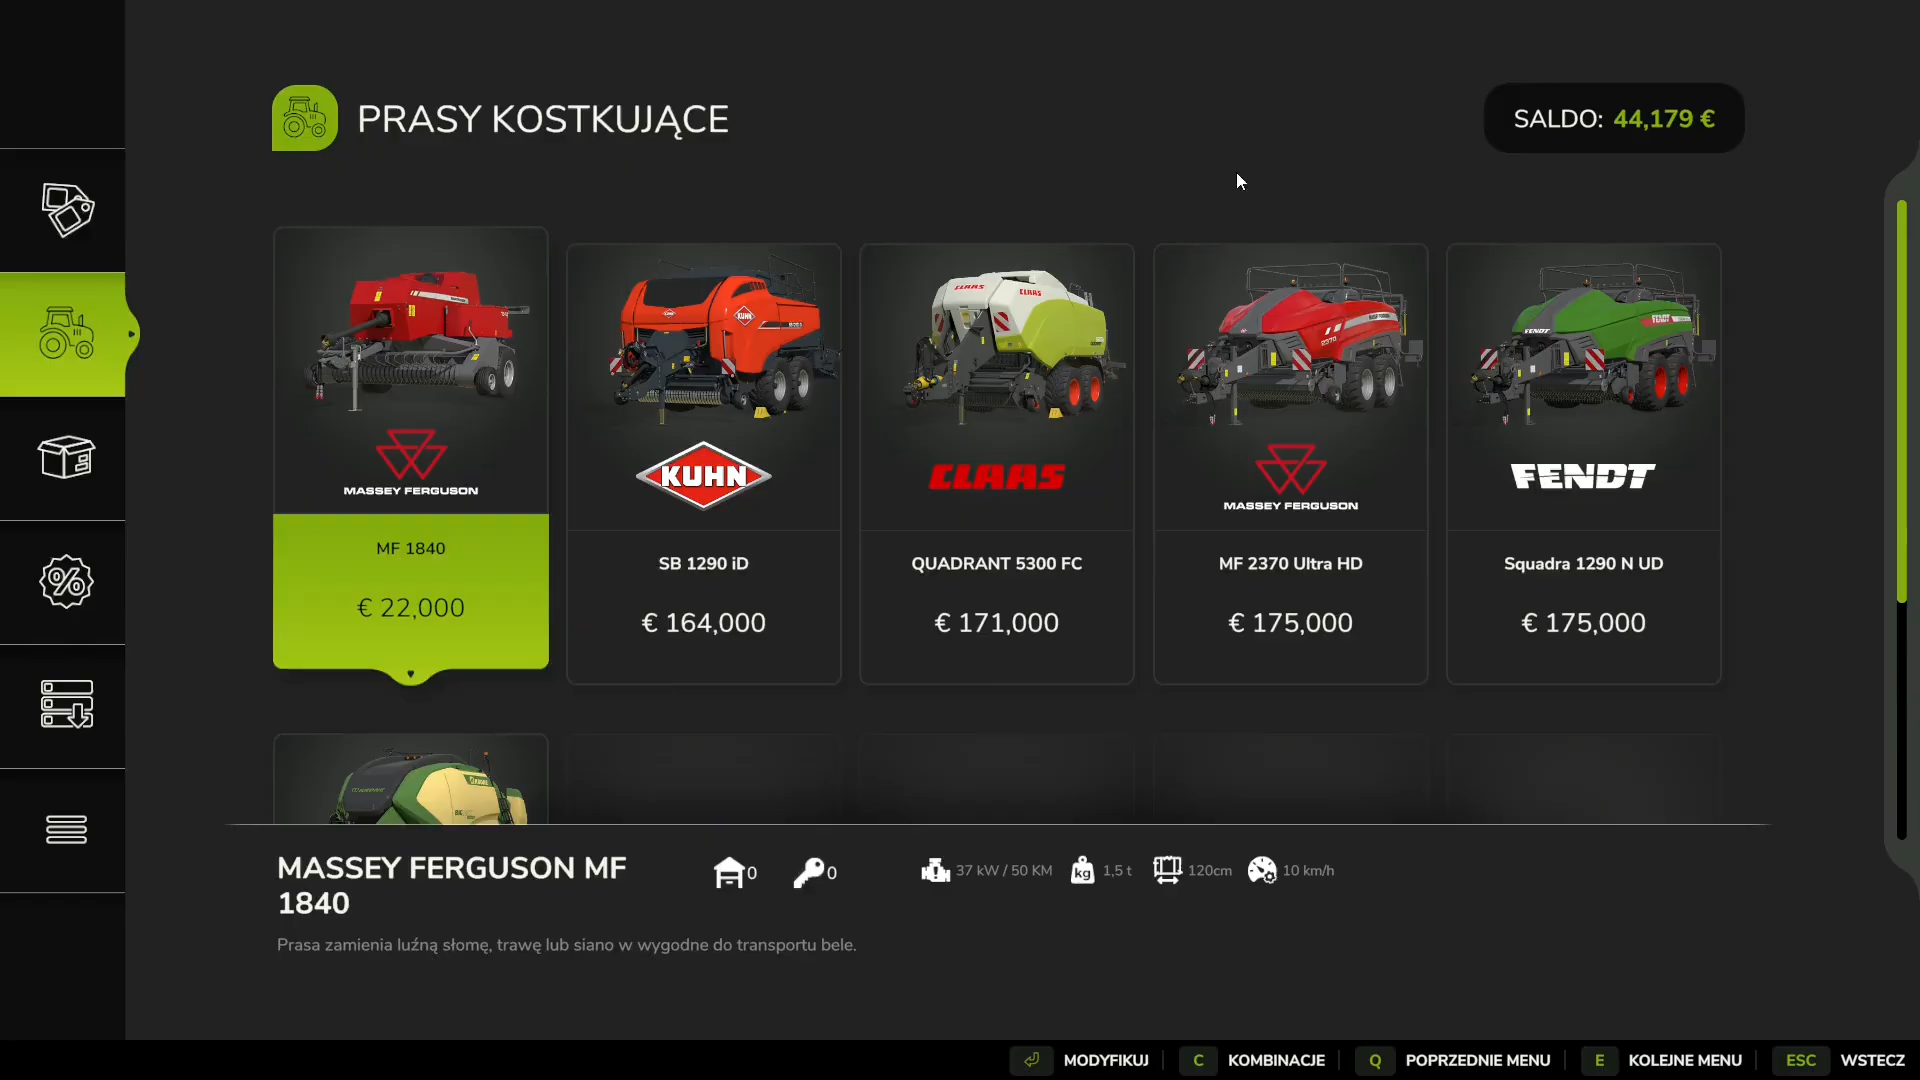 PRASY KOSTKUJĄCE
SALDO: 44,179 €
MASSEY FERGUSON
KUHN
CLAAS
MASSEY FERGUSON
FENDT
MF 1840
€ 22,000
SB 1290 iD
€ 164,000
QUADRANT 5300 FC
€ 171,000
MF 2370 Ultra HD
€ 175,000
Squadra 1290 N UD
€ 175,000
MASSEY FERGUSON MF
1840
0
0
37 kW / 50 KM
kg 1,5 t
120cm
10 km/h
Prasa zamienia luźną słomę, trawę lub siano w wygodne do transportu bele.
MODYFIKUJ
C KOMBINACJE
Q POPRZEDNIE MENU
E KOLEJNE MENU
ESC WSTECZ